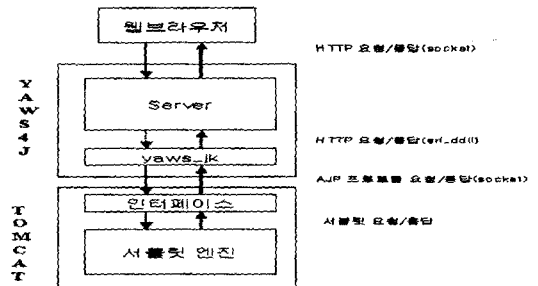 웹브라우저
HTTP 요청/응답(socket)
YAWS4J
Server
HTTP 요청/응답(erl_ddll)
yaws_jk
AJP 프로토콜 요청/응답(socket)
TOMCAT
인터페이스
서블릿 요청/응답
서블릿 엔진